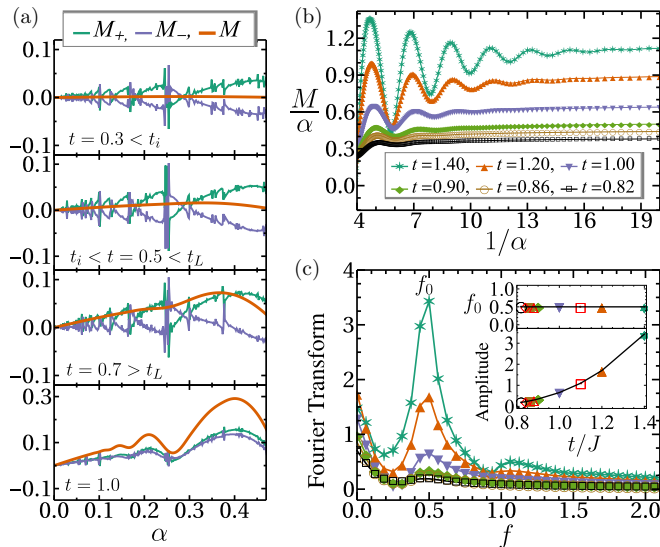 (a)
M₊, M₋, M
0.1
0.0
−0.1
t = 0.3 < t_i
0.1
0.0
−0.1
t_i < t = 0.5 < t_L
0.1
0.0
−0.1
t = 0.7 > t_L
0.3
0.1
−0.1
t = 1.0
0.0 0.1 0.2 0.3 0.4
α
(b)
M/α
1.2
0.9
0.6
0.3
0.0
t=1.40, t=1.20, t=1.00
t=0.90, t=0.86, t=0.82
4 7 10 13 16 19
1/α
(c)
Fourier Transform
4
3
2
1
0
f₀
0.0 0.5 1.0 1.5 2.0
f
f₀
1.0
0.5
0.0
Amplitude
3
2
1
0
0.8 1.0 1.2 1.4
t/J